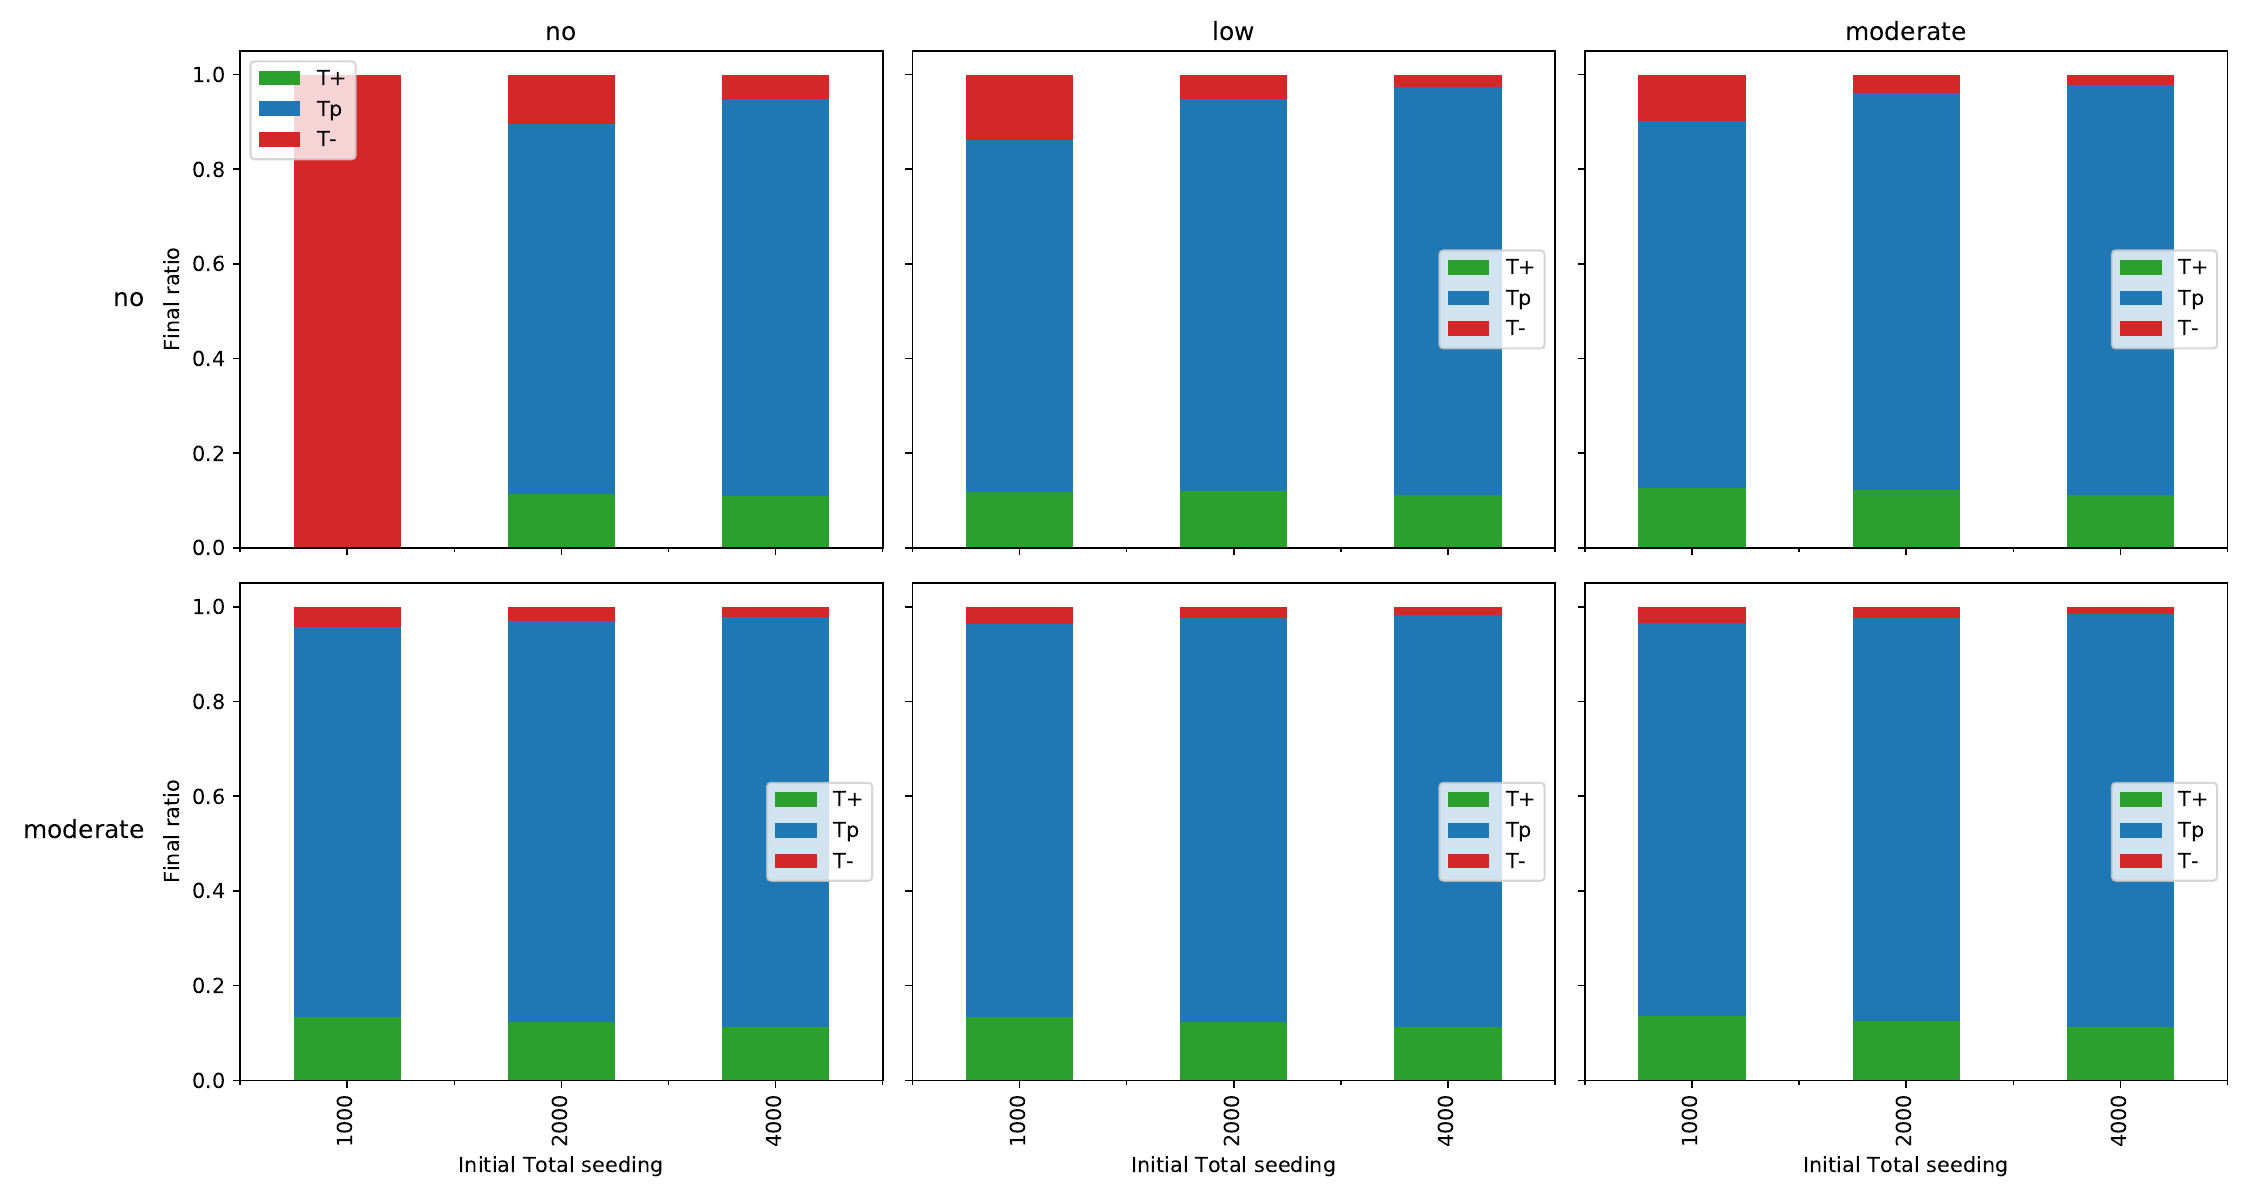 no
low
moderate
no
Final ratio
1.0
0.8
0.6
0.4
0.2
0.0
T+
Tp
T-
T+
Tp
T-
T+
Tp
T-
moderate
Final ratio
1.0
0.8
0.6
0.4
0.2
0.0
T+
Tp
T-
T+
Tp
T-
T+
Tp
T-
1000
2000
4000
1000
2000
4000
1000
2000
4000
Initial Total seeding
Initial Total seeding
Initial Total seeding